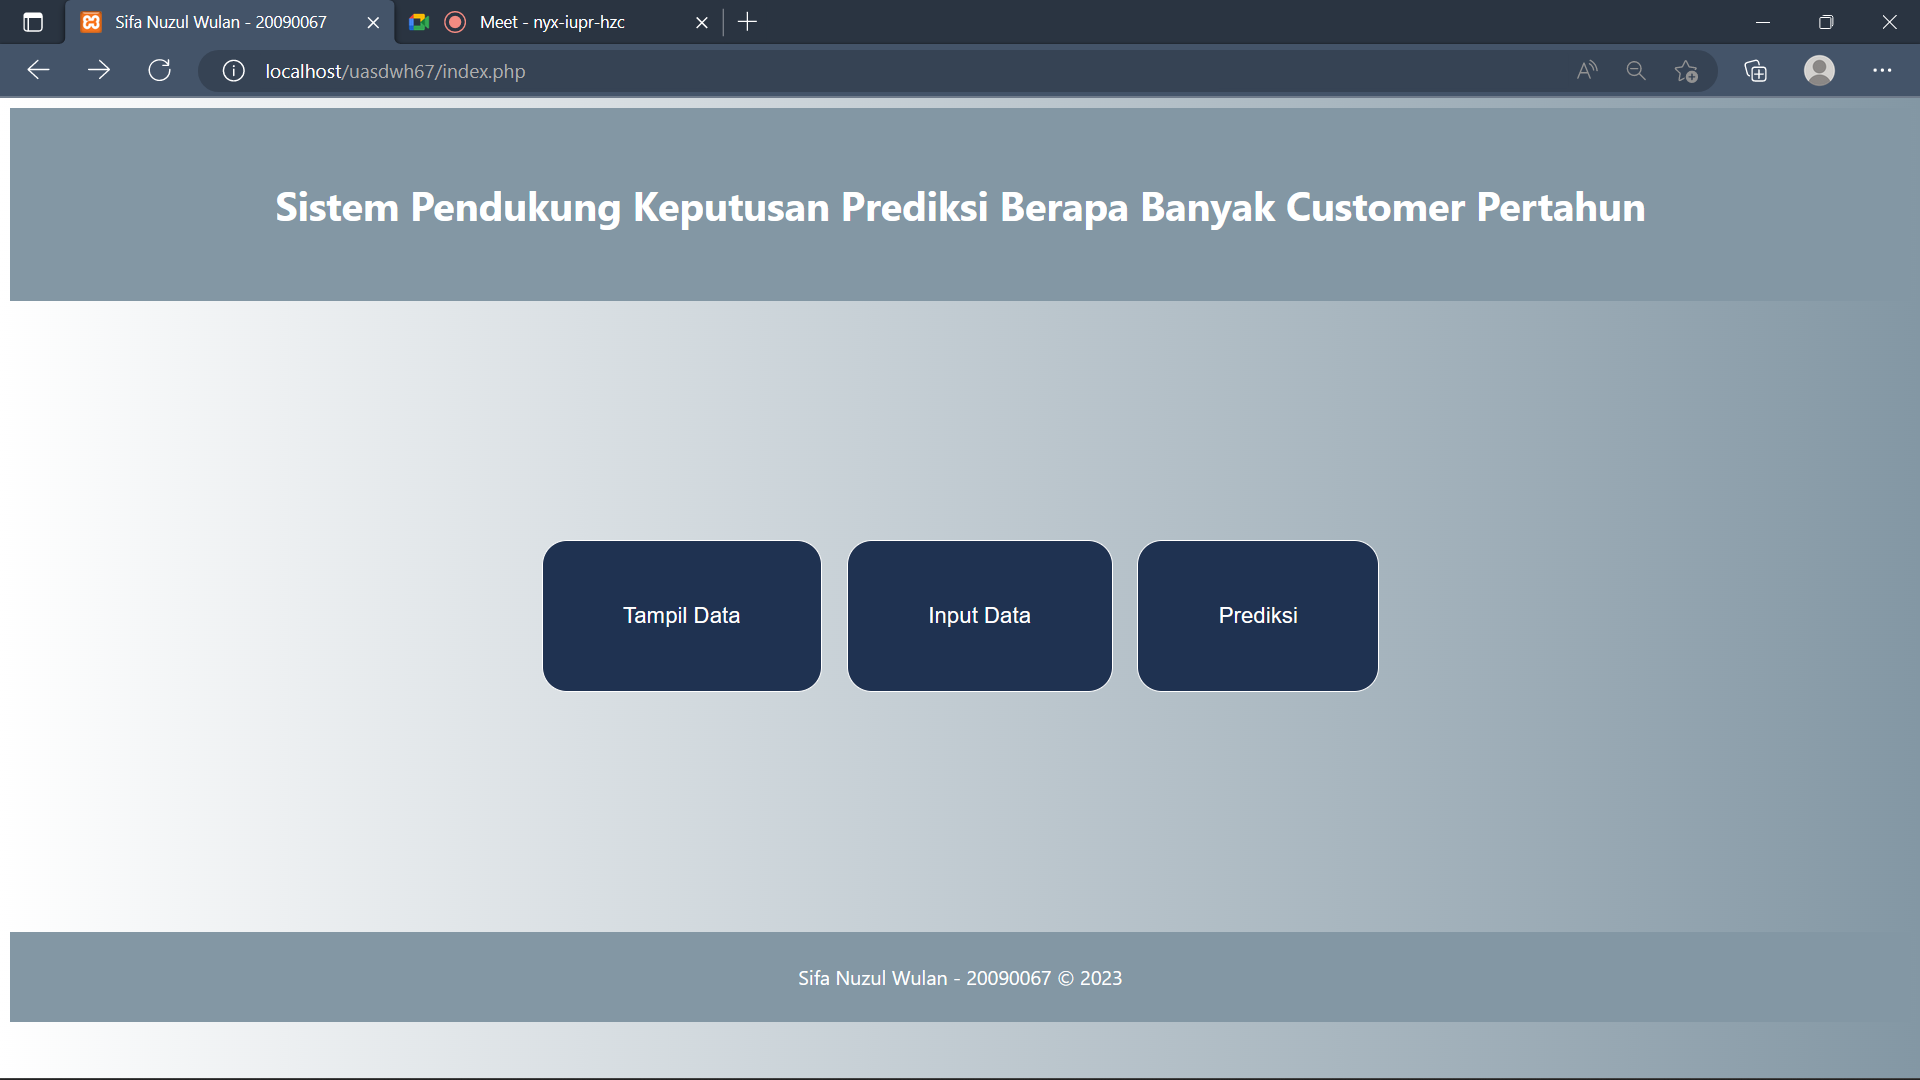 Sifa Nuzul Wulan - 20090067
Meet - nyx-iupr-hzc
localhost/uasdwh67/index.php
Sistem Pendukung Keputusan Prediksi Berapa Banyak Customer Pertahun
Tampil Data
Input Data
Prediksi
Sifa Nuzul Wulan - 20090067 © 2023